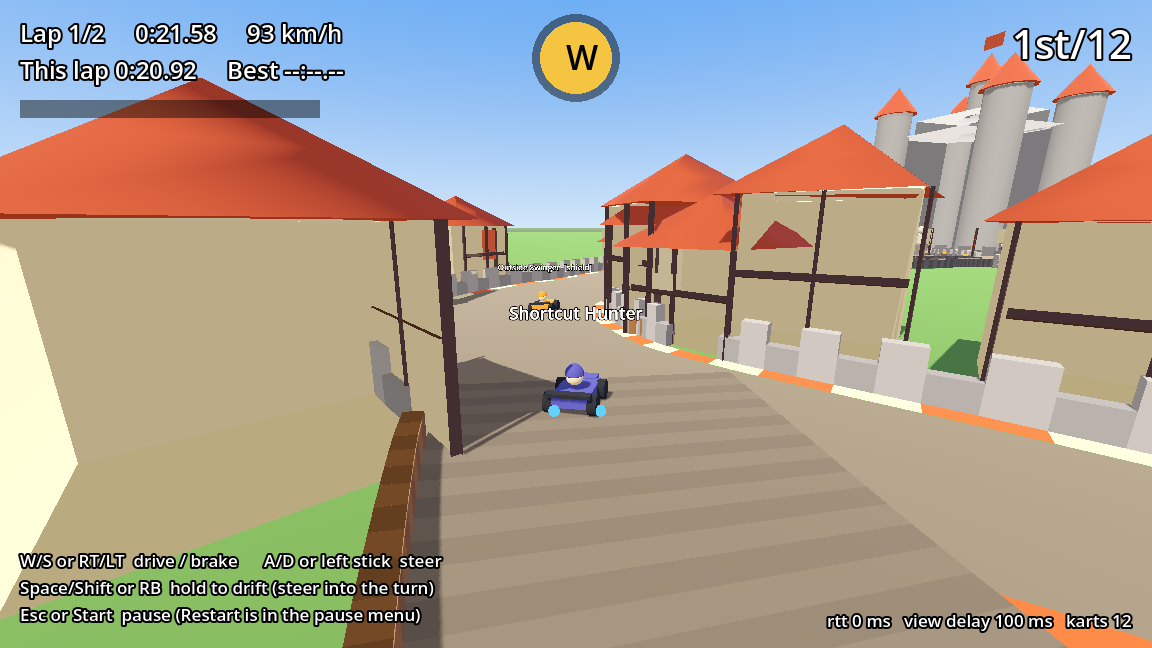 Lap 1/2 0:21.58 93 km/h
This lap 0:20.92 Best --:--.--
W
1st/12
Outside Swinger [shield]
Shortcut Hunter
W/S or RT/LT drive / brake A/D or left stick steer
Space/Shift or RB hold to drift (steer into the turn)
Esc or Start pause (Restart is in the pause menu)
rtt 0 ms view delay 100 ms karts 12